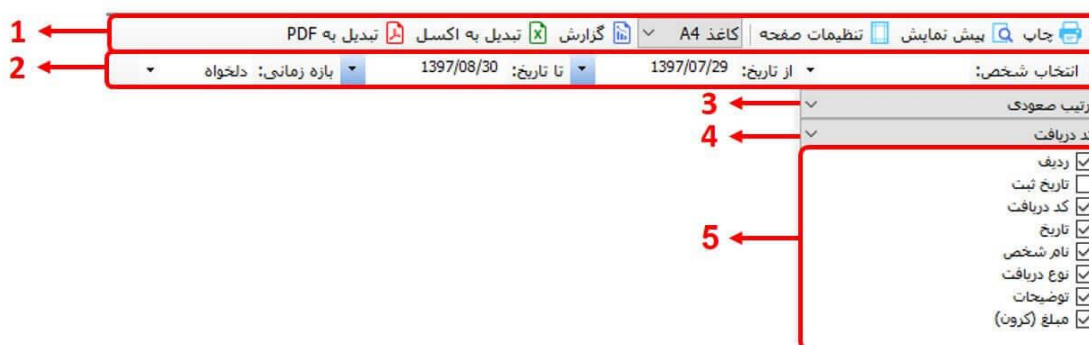 1 چاپ پیش نمایش تنظیمات صفحه کاغذ A4 گزارش تبدیل به اکسل تبدیل به PDF
2 انتخاب شخص: از تاریخ: 1397/07/29 تا تاریخ: 1397/08/30 بازه زمانی: دلخواه
3 رتیب صعودی
4 د دریافت
5
ردیف
تاریخ ثبت
کد دریافت
تاریخ
نام شخص
نوع دریافت
توضیحات
مبلغ (کرون)